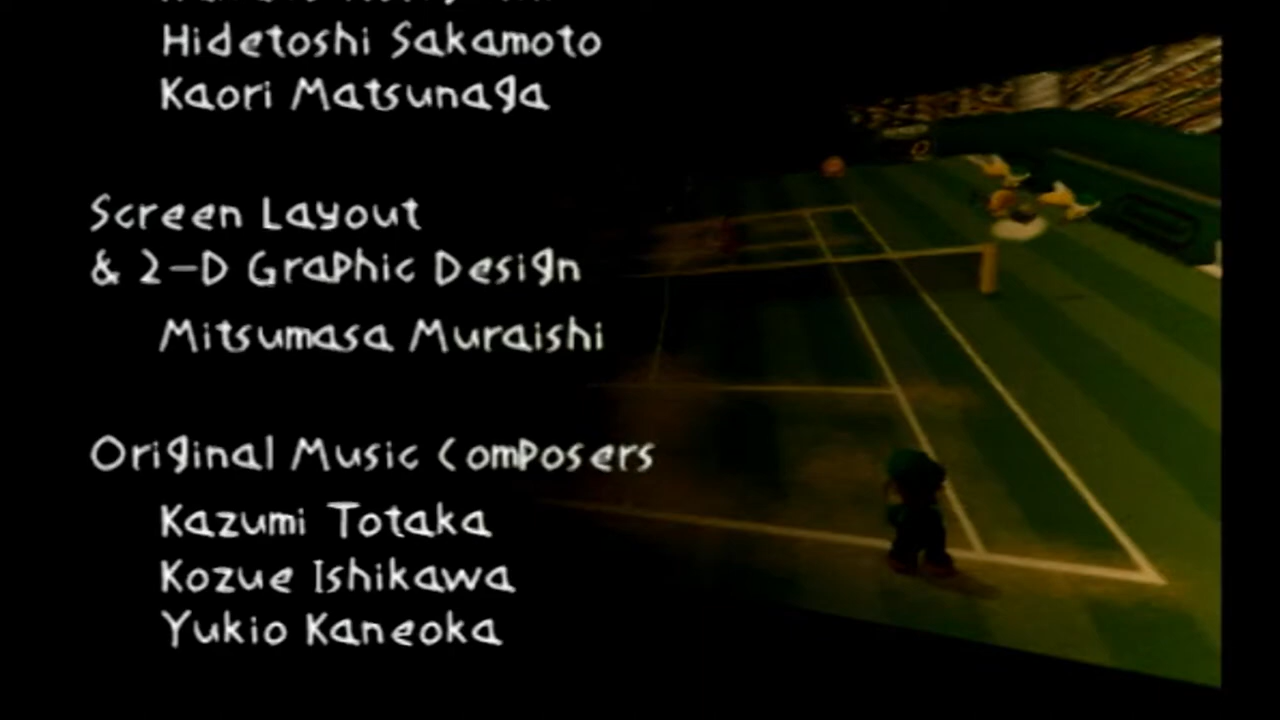 Hidetoshi Sakamoto
Kaori Matsunaga
Screen Layout
& 2-D Graphic Design
Mitsumasa Muraishi
Original Music Composers
Kazumi Totaka
Kozue Ishikawa
Yukio Kaneoka